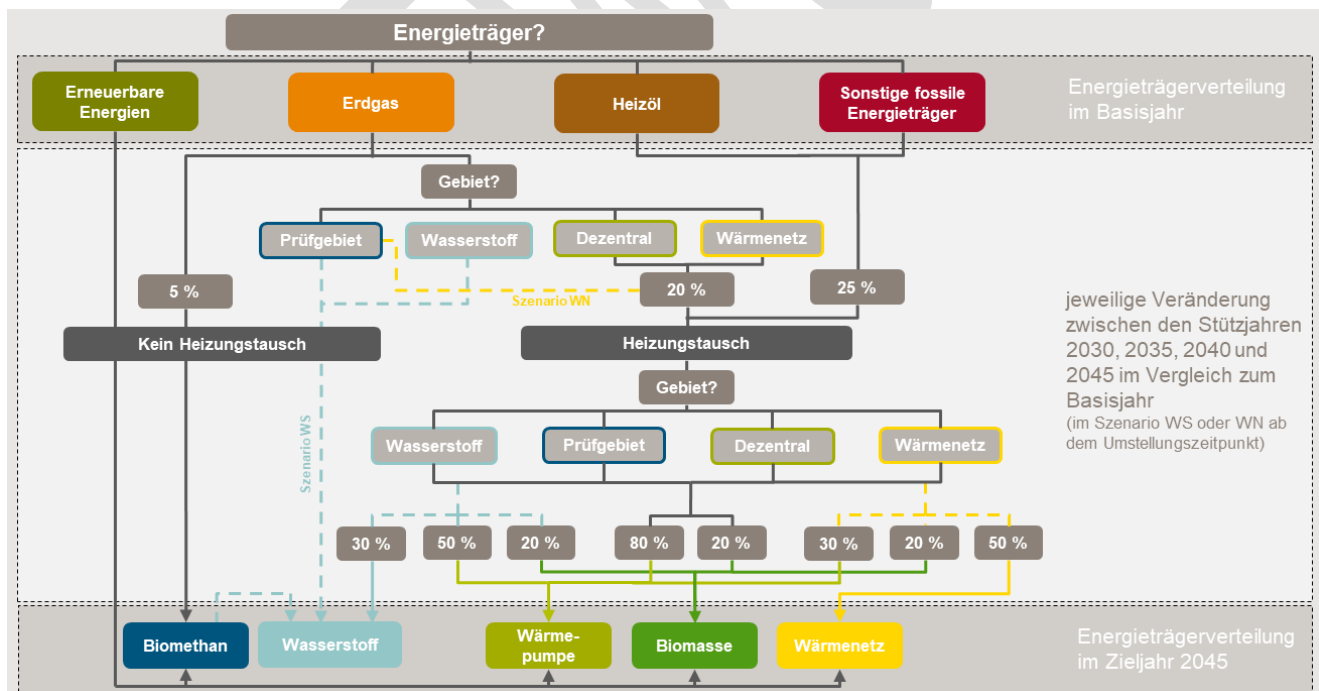 Energieträger?
Erneuerbare
Energien
Erdgas
Heizöl
Sonstige fossile
Energieträger
Energieträgerverteilung
im Basisjahr
Gebiet?
Prüfgebiet
Wasserstoff
Dezentral
Wärmenetz
5 %
Szenario WN
20 %
25 %
Kein Heizungstausch
Heizungstausch
jeweilige Veränderung
zwischen den Stützjahren
2030, 2035, 2040 und
2045 im Vergleich zum
Basisjahr
(im Szenario WS oder WN ab
dem Umstellungszeitpunkt)
Gebiet?
Szenario WS
Wasserstoff
Prüfgebiet
Dezentral
Wärmenetz
30 %
50 %
20 %
80 %
20 %
30 %
20 %
50 %
Biomethan
Wasserstoff
Wärme-
pumpe
Biomasse
Wärmenetz
Energieträgerverteilung
im Zieljahr 2045